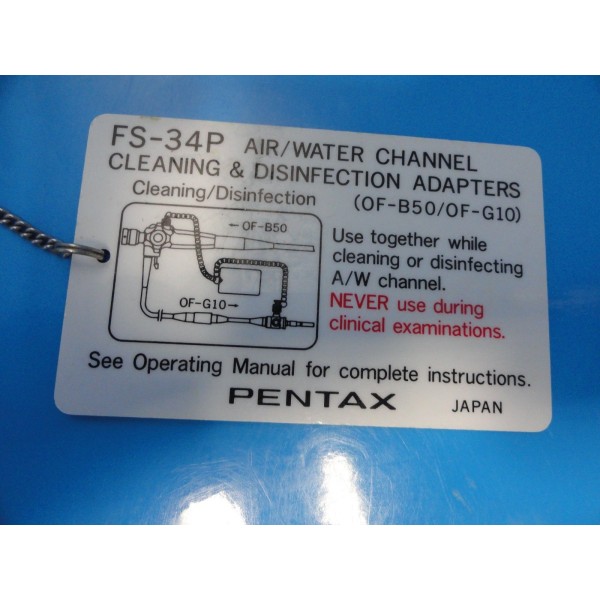 FS-34P AIR/WATER CHANNEL
CLEANING & DISINFECTION ADAPTERS
Cleaning/Disinfection
(OF-B50/OF-G10)
←OF-B50
OF-G10→
Use together while
cleaning or disinfecting
A/W channel.
NEVER use during
clinical examinations.
See Operating Manual for complete instructions.
PENTAX JAPAN